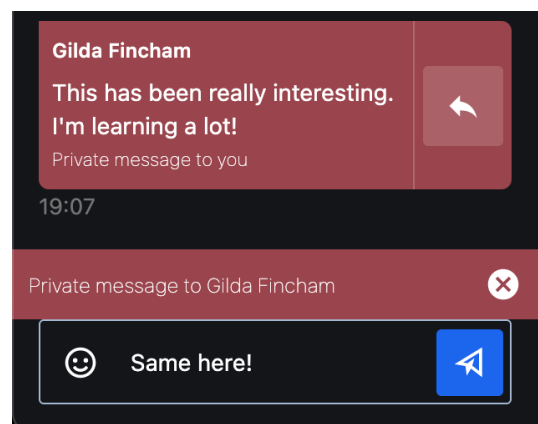 Gilda Fincham
This has been really interesting.
I'm learning a lot!
Private message to you
19:07
Private message to Gilda Fincham
Same here!